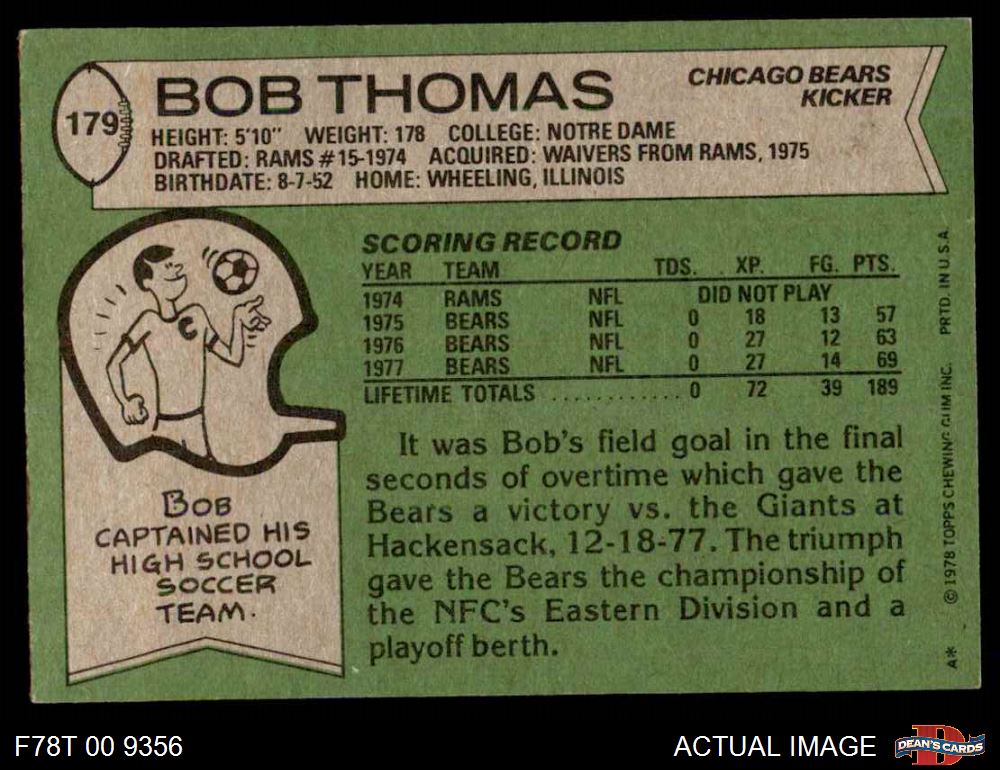 179
BOB THOMAS
CHICAGO BEARS
KICKER
HEIGHT: 5'10" WEIGHT: 178 COLLEGE: NOTRE DAME
DRAFTED: RAMS #15-1974 ACQUIRED: WAIVERS FROM RAMS, 1975
BIRTHDATE: 8-7-52 HOME: WHEELING, ILLINOIS
C
BOB
CAPTAINED HIS
HIGH SCHOOL
SOCCER
TEAM.
SCORING RECORD
YEAR TEAM TDS. XP. FG. PTS.
1974 RAMS NFL DID NOT PLAY
1975 BEARS NFL 0 18 13 57
1976 BEARS NFL 0 27 12 63
1977 BEARS NFL 0 27 14 69
LIFETIME TOTALS ............ 0 72 39 189
It was Bob's field goal in the final
seconds of overtime which gave the
Bears a victory vs. the Giants at
Hackensack, 12-18-77. The triumph
gave the Bears the championship of
the NFC's Eastern Division and a
playoff berth.
A* © 1978 TOPPS CHEWING GUM INC. PRTD. IN U.S.A.
F78T 00 9356
ACTUAL IMAGE
D
DEAN'S CARDS